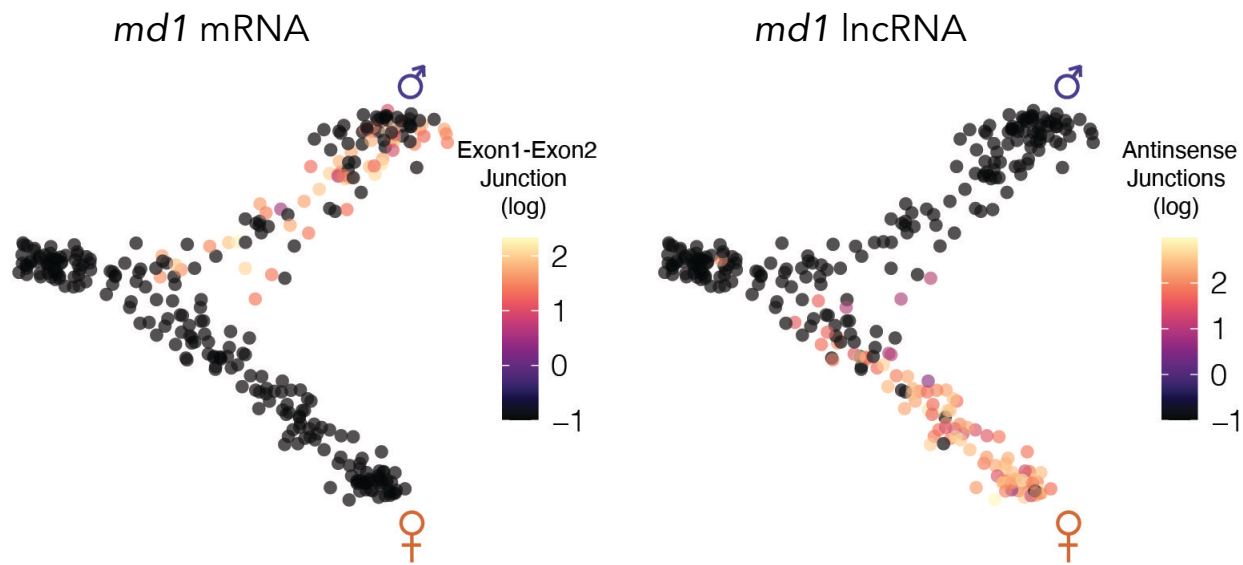 md1 mRNA
md1 lncRNA
♂
♂
Exon1-Exon2
Junction
(log)
2
1
0
−1
Antinsense
Junctions
(log)
2
1
0
−1
♀
♀